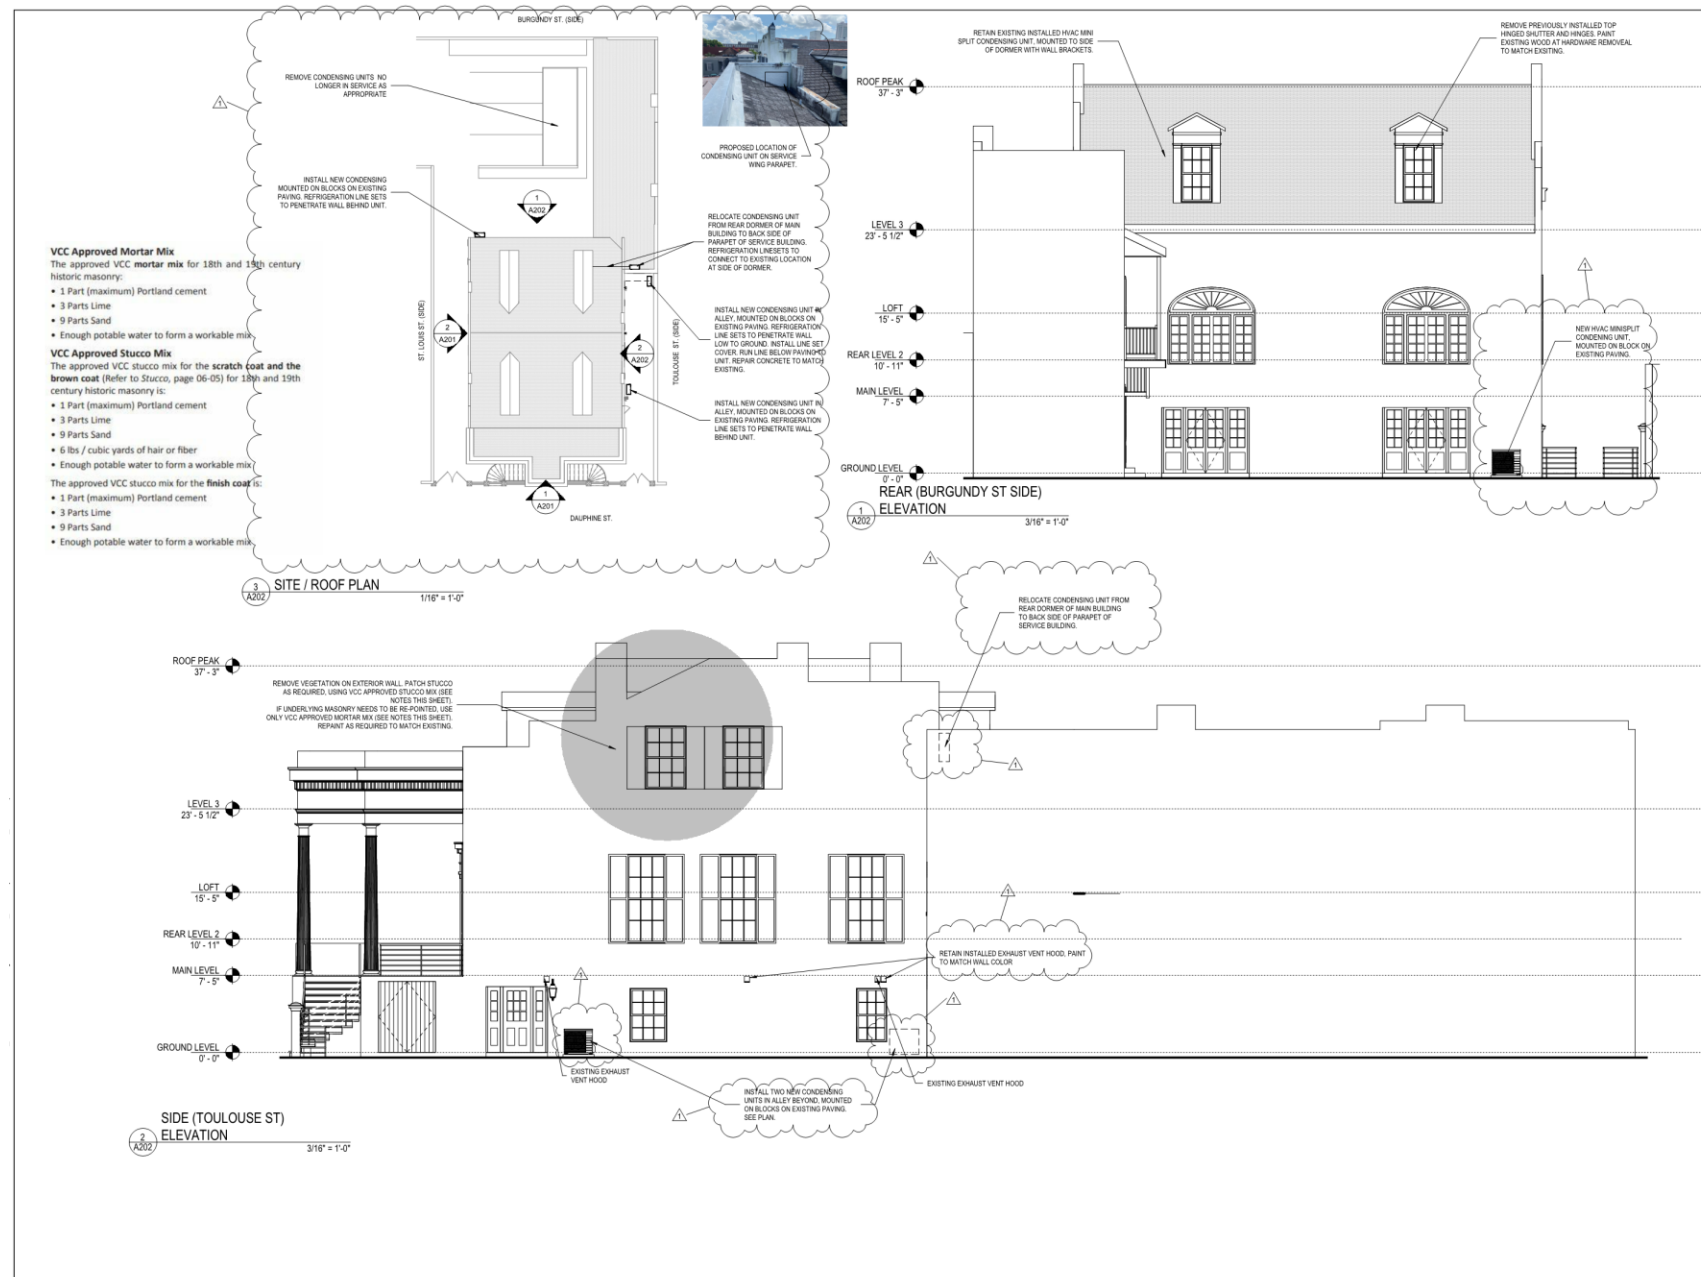 BURGUNDY ST. (SIDE)
REMOVE CONDENSING UNITS NO
LONGER IN SERVICE AS
APPROPRIATE
1
PROPOSED LOCATION OF
CONDENSING UNIT ON SERVICE
WING PARAPET.
INSTALL NEW CONDENSING
MOUNTED ON BLOCKS ON EXISTING
PAVING. REFRIGERATION LINE SETS
TO PENETRATE WALL BEHIND UNIT.
1
A202
RELOCATE CONDENSING UNIT
FROM REAR DORMER OF MAIN
BUILDING TO BACK SIDE OF
PARAPET OF SERVICE BUILDING.
REFRIGERATION LINESETS TO
CONNECT TO EXISTING LOCATION
AT SIDE OF DORMER.
ST. LOUIS ST. (SIDE)
2
A201
2
A202
TOULOUSE ST. (SIDE)
INSTALL NEW CONDENSING UNIT IN
ALLEY, MOUNTED ON BLOCKS ON
EXISTING PAVING. REFRIGERATION
LINE SETS TO PENETRATE WALL
LOW TO GROUND. INSTALL LINE SET
COVER. RUN LINE BELOW PAVING TO
UNIT. REPAIR CONCRETE TO MATCH
EXISTING.
INSTALL NEW CONDENSING UNIT IN
ALLEY, MOUNTED ON BLOCKS ON
EXISTING PAVING. REFRIGERATION
LINE SETS TO PENETRATE WALL
BEHIND UNIT.
1
A201
DAUPHINE ST.
VCC Approved Mortar Mix
The approved VCC mortar mix for 18th and 19th century
historic masonry:
• 1 Part (maximum) Portland cement
• 3 Parts Lime
• 9 Parts Sand
• Enough potable water to form a workable mix
VCC Approved Stucco Mix
The approved VCC stucco mix for the scratch coat and the
brown coat (Refer to Stucco, page 06-05) for 18th and 19th
century historic masonry is:
• 1 Part (maximum) Portland cement
• 3 Parts Lime
• 9 Parts Sand
• 6 lbs / cubic yards of hair or fiber
• Enough potable water to form a workable mix
The approved VCC stucco mix for the finish coat is:
• 1 Part (maximum) Portland cement
• 3 Parts Lime
• 9 Parts Sand
• Enough potable water to form a workable mix
3
A202
SITE / ROOF PLAN
1/16" = 1'-0"
RETAIN EXISTING INSTALLED HVAC MINI
SPLIT CONDENSING UNIT, MOUNTED TO SIDE
OF DORMER WITH WALL BRACKETS.
REMOVE PREVIOUSLY INSTALLED TOP
HINGED SHUTTER AND HINGES. PAINT
EXISTING WOOD AT HARDWARE REMOVEAL
TO MATCH EXSITING.
ROOF PEAK
37' - 3"
LEVEL 3
23' - 5 1/2"
LOFT
15' - 5"
REAR LEVEL 2
10' - 11"
MAIN LEVEL
7' - 5"
GROUND LEVEL
0' - 0"
1
NEW HVAC MINISPLIT
CONDENING UNIT,
MOUNTED ON BLOCK ON
EXISTING PAVING.
1
A202
REAR (BURGUNDY ST SIDE)
ELEVATION
3/16" = 1'-0"
1
RELOCATE CONDENSING UNIT FROM
REAR DORMER OF MAIN BUILDING
TO BACK SIDE OF PARAPET OF
SERVICE BUILDING.
ROOF PEAK
37' - 3"
REMOVE VEGETATION ON EXTERIOR WALL. PATCH STUCCO
AS REQUIRED, USING VCC APPROVED STUCCO MIX (SEE
NOTES THIS SHEET).
IF UNDERLYING MASONRY NEEDS TO BE RE-POINTED, USE
ONLY VCC APPROVED MORTAR MIX (SEE NOTES THIS SHEET).
REPAINT AS REQUIRED TO MATCH EXISTING.
1
LEVEL 3
23' - 5 1/2"
LOFT
15' - 5"
1
REAR LEVEL 2
10' - 11"
RETAIN INSTALLED EXHAUST VENT HOOD, PAINT
TO MATCH WALL COLOR
MAIN LEVEL
7' - 5"
1
1
GROUND LEVEL
0' - 0"
EXISTING EXHAUST
VENT HOOD
EXISTING EXHAUST VENT HOOD
1
INSTALL TWO NEW CONDENSING
UNITS IN ALLEY BEYOND, MOUNTED
ON BLOCKS ON EXISTING PAVING.
SEE PLAN.
2
A202
SIDE (TOULOUSE ST)
ELEVATION
3/16" = 1'-0"